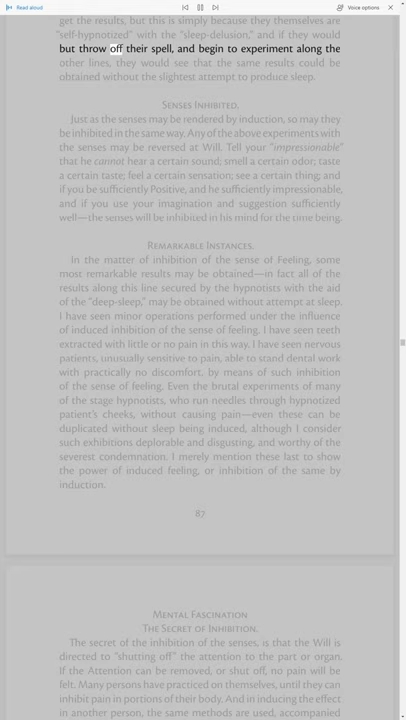 Read aloud
Voice options
get the results, but this is simply because they themselves are
"self-hypnotized" with the "sleep-delusion," and if they would
but throw off their spell, and begin to experiment along the
other lines, they would see that the same results could be
obtained without the slightest attempt to produce sleep.
SENSES INHIBITED.
Just as the senses may be rendered by induction, so may they
be inhibited in the same way. Any of the above experiments with
the senses may be reversed at Will. Tell your "impressionable"
that he cannot hear a certain sound; smell a certain odor; taste
a certain taste; feel a certain sensation; see a certain thing; and
if you be sufficiently Positive, and he sufficiently impressionable,
and if you use your imagination and suggestion sufficiently
well—the senses will be inhibited in his mind for the time being.
REMARKABLE INSTANCES.
In the matter of inhibition of the sense of Feeling, some
most remarkable results may be obtained—in fact all of the
results along this line secured by the hypnotists with the aid
of the "deep-sleep," may be obtained without attempt at sleep.
I have seen minor operations performed under the influence
of induced inhibition of the sense of feeling. I have seen teeth
extracted with little or no pain in this way. I have seen nervous
patients, unusually sensitive to pain, able to stand dental work
with practically no discomfort, by means of such inhibition
of the sense of feeling. Even the brutal experiments of many
of the stage hypnotists, who run needles through hypnotized
patient's cheeks, without causing pain—even these can be
duplicated without sleep being induced, although I consider
such exhibitions deplorable and disgusting, and worthy of the
severest condemnation. I merely mention these last to show
the power of induced feeling, or inhibition of the same by
induction.
87
MENTAL FASCINATION
THE SECRET OF INHIBITION.
The secret of the inhibition of the senses, is that the Will is
directed to "shutting off" the attention to the part or organ.
If the Attention can be removed, or shut off, no pain will be
felt. Many persons have practiced on themselves, until they can
inhibit pain in portions of their body. And in inducing the effect
in another person, the same methods are used, accompanied